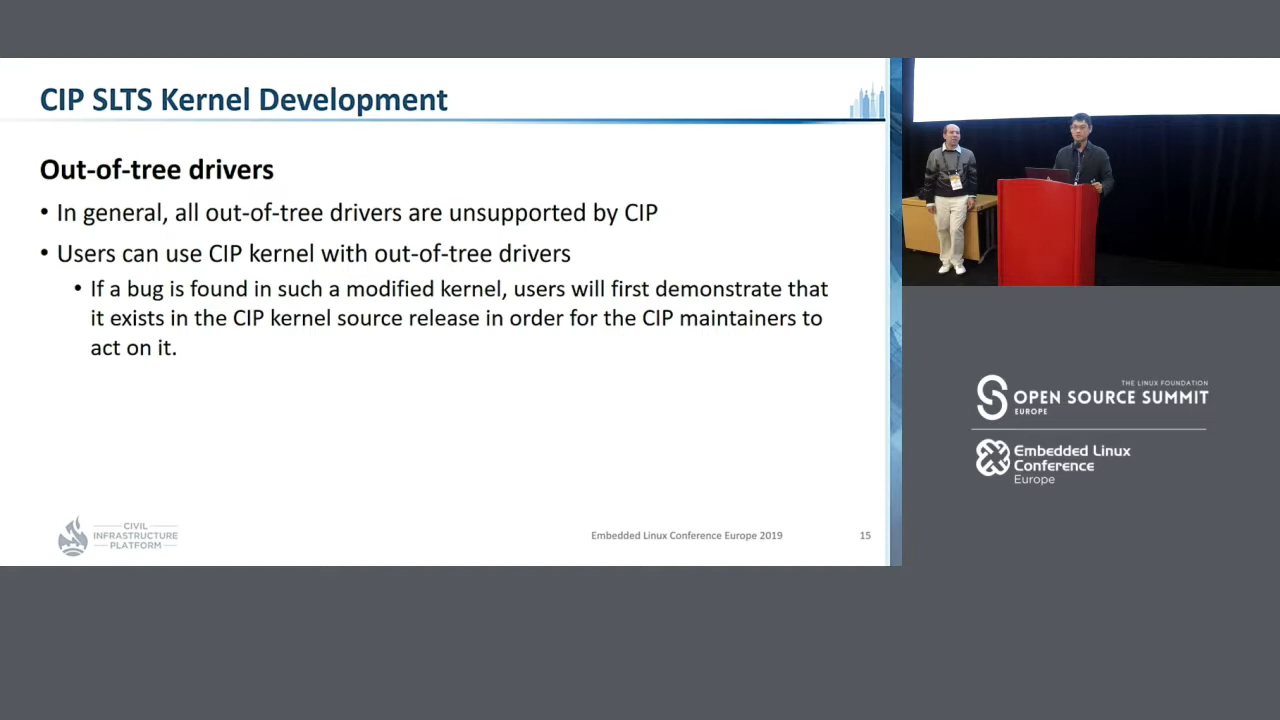 CIP SLTS Kernel Development
Out-of-tree drivers
• In general, all out-of-tree drivers are unsupported by CIP
• Users can use CIP kernel with out-of-tree drivers
• If a bug is found in such a modified kernel, users will first demonstrate that
it exists in the CIP kernel source release in order for the CIP maintainers to
act on it.
CIVIL
INFRASTRUCTURE
PLATFORM
Embedded Linux Conference Europe 2019
15
THE LINUX FOUNDATION
OPEN SOURCE SUMMIT
EUROPE
Embedded Linux
Conference
Europe